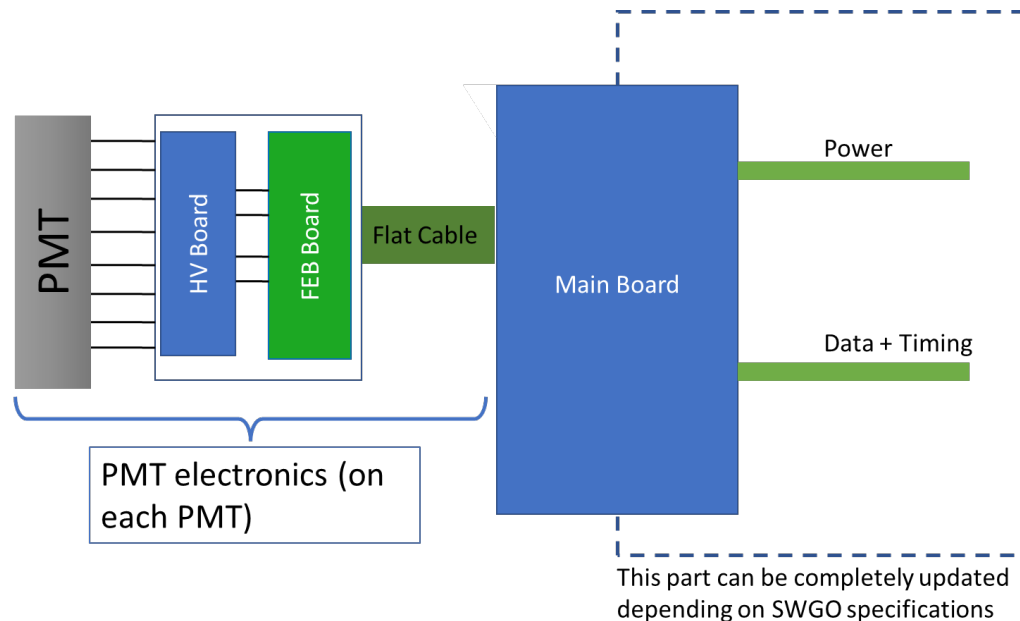 PMT
HV Board
FEB Board
Flat Cable
Main Board
Power
Data + Timing
PMT electronics (on
each PMT)
This part can be completely updated
depending on SWGO specifications